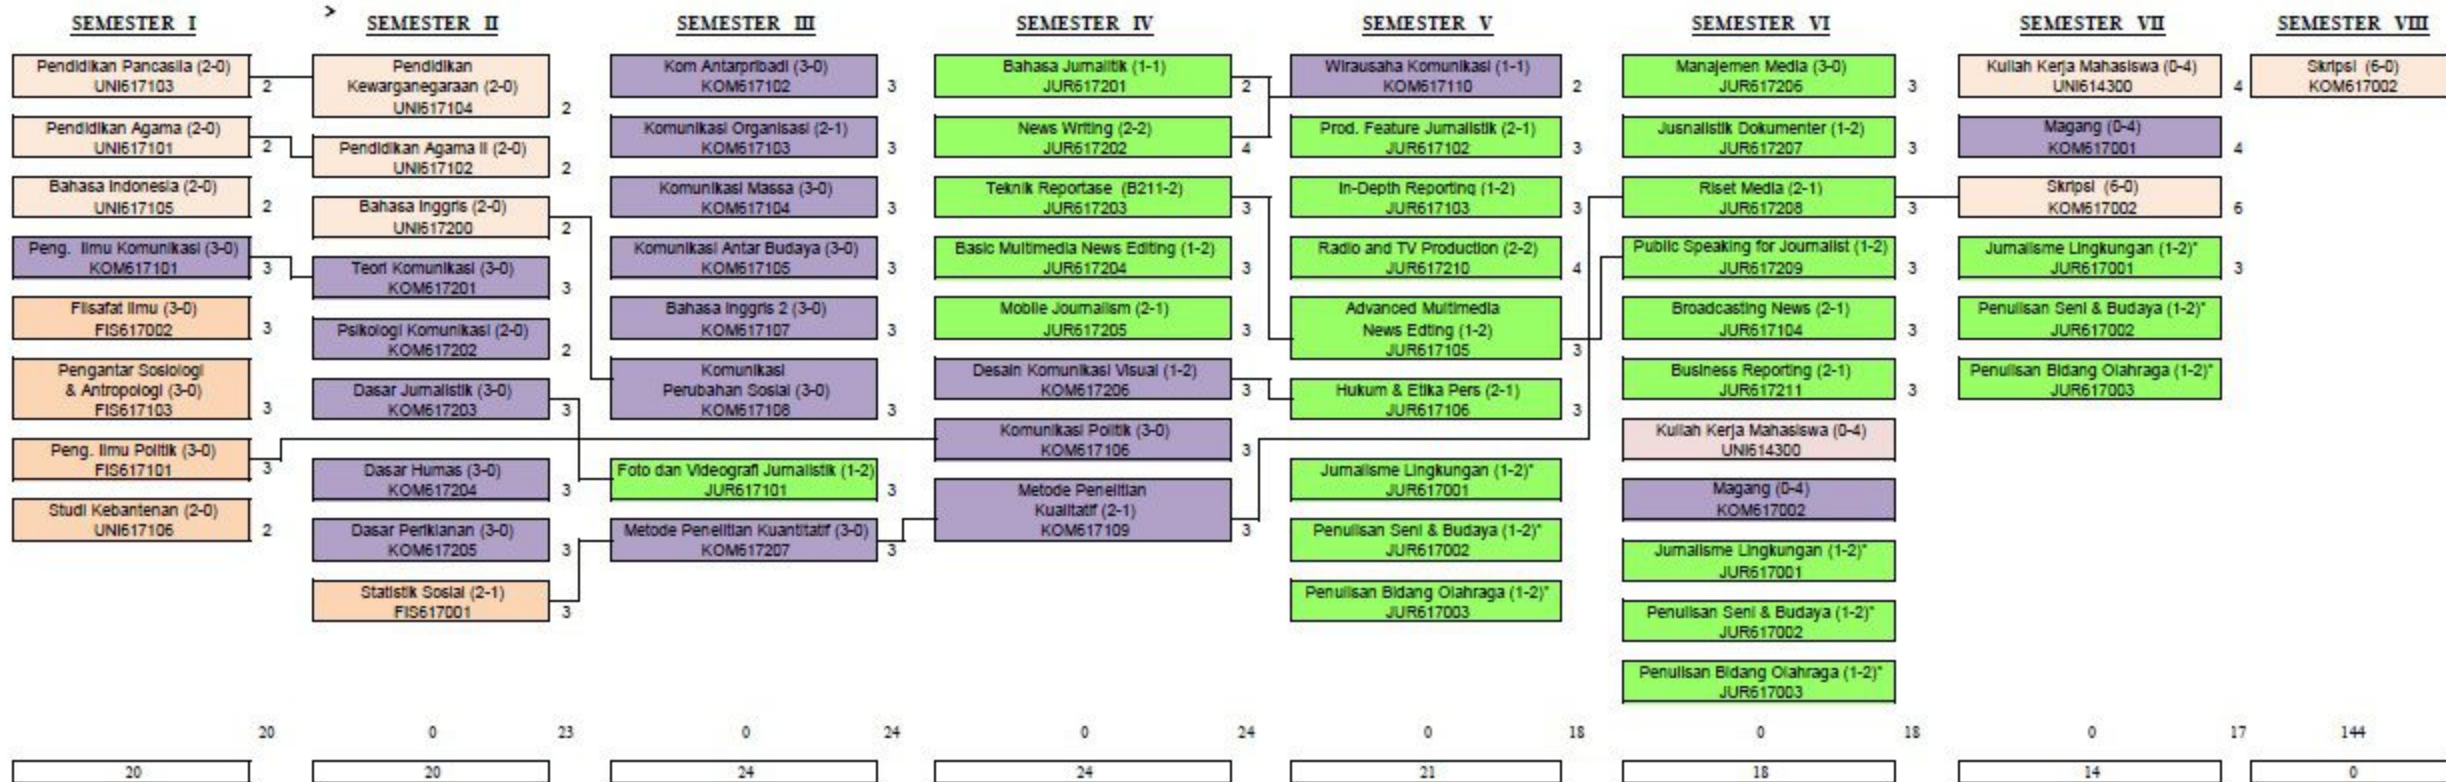 >
SEMESTER I
Pendidikan Pancasila (2-0)
UNI617103
2
Pendidikan Agama (2-0)
UNI617101
2
Bahasa Indonesia (2-0)
UNI617105
2
Peng. Ilmu Komunikasi (3-0)
KOM617101
3
Filsafat Ilmu (3-0)
FIS617002
3
Pengantar Sosiologi
& Antropologi (3-0)
FIS617103
3
Peng. Ilmu Politik (3-0)
FIS617101
3
Studi Kebantenan (2-0)
UNI617106
2
20
20
SEMESTER II
Pendidikan
Kewarganegaraan (2-0)
UNI617104
2
Pendidikan Agama II (2-0)
UNI617102
2
Bahasa Inggris (2-0)
UNI617200
2
Teori Komunikasi (3-0)
KOM617201
3
Psikologi Komunikasi (2-0)
KOM617202
2
Dasar Jurnalistik (3-0)
KOM617203
3
Dasar Humas (3-0)
KOM617204
3
Dasar Periklanan (3-0)
KOM617205
3
Statistik Sosial (2-1)
FIS617001
3
0
23
20
SEMESTER III
Kom Antarpribadi (3-0)
KOM617102
3
Komunikasi Organisasi (2-1)
KOM617103
3
Komunikasi Massa (3-0)
KOM617104
3
Komunikasi Antar Budaya (3-0)
KOM617105
3
Bahasa Inggris 2 (3-0)
KOM617107
3
Komunikasi
Perubahan Sosial (3-0)
KOM617108
3
Foto dan Videografi Jurnalistik (1-2)
JUR617101
3
Metode Penelitian Kuantitatif (3-0)
KOM617207
3
0
24
24
SEMESTER IV
Bahasa Jurnalitik (1-1)
JUR617201
2
News Writing (2-2)
JUR617202
4
Teknik Reportase (B211-2)
JUR617203
3
Basic Multimedia News Editing (1-2)
JUR617204
3
Mobile Journalism (2-1)
JUR617205
3
Desain Komunikasi Visual (1-2)
KOM617206
3
Komunikasi Politik (3-0)
KOM617106
3
Metode Penelitian
Kualitatif (2-1)
KOM617109
3
0
24
24
SEMESTER V
Wirausaha Komunikasi (1-1)
KOM617110
2
Prod. Feature Jurnalistik (2-1)
JUR617102
3
In-Depth Reporting (1-2)
JUR617103
3
Radio and TV Production (2-2)
JUR617210
4
Advanced Multimedia
News Edting (1-2)
JUR617105
3
Hukum & Etika Pers (2-1)
JUR617106
3
Jurnalisme Lingkungan (1-2)*
JUR617001
Penulisan Seni & Budaya (1-2)*
JUR617002
Penulisan Bidang Olahraga (1-2)*
JUR617003
0
18
21
SEMESTER VI
Manajemen Media (3-0)
JUR617206
3
Jusnalistik Dokumenter (1-2)
JUR617207
3
Riset Media (2-1)
JUR617208
3
Public Speaking for Journalist (1-2)
JUR617209
3
Broadcasting News (2-1)
JUR617104
3
Business Reporting (2-1)
JUR617211
3
Kuliah Kerja Mahasiswa (0-4)
UNI614300
Magang (0-4)
KOM617002
Jurnalisme Lingkungan (1-2)*
JUR617001
Penulisan Seni & Budaya (1-2)*
JUR617002
Penulisan Bidang Olahraga (1-2)*
JUR617003
0
18
18
SEMESTER VII
Kuliah Kerja Mahasiswa (0-4)
UNI614300
4
Magang (0-4)
KOM617001
4
Skripsi (6-0)
KOM617002
6
Jurnalisme Lingkungan (1-2)*
JUR617001
3
Penulisan Seni & Budaya (1-2)*
JUR617002
Penulisan Bidang Olahraga (1-2)*
JUR617003
0
17
14
SEMESTER VIII
Skripsi (6-0)
KOM617002
144
0